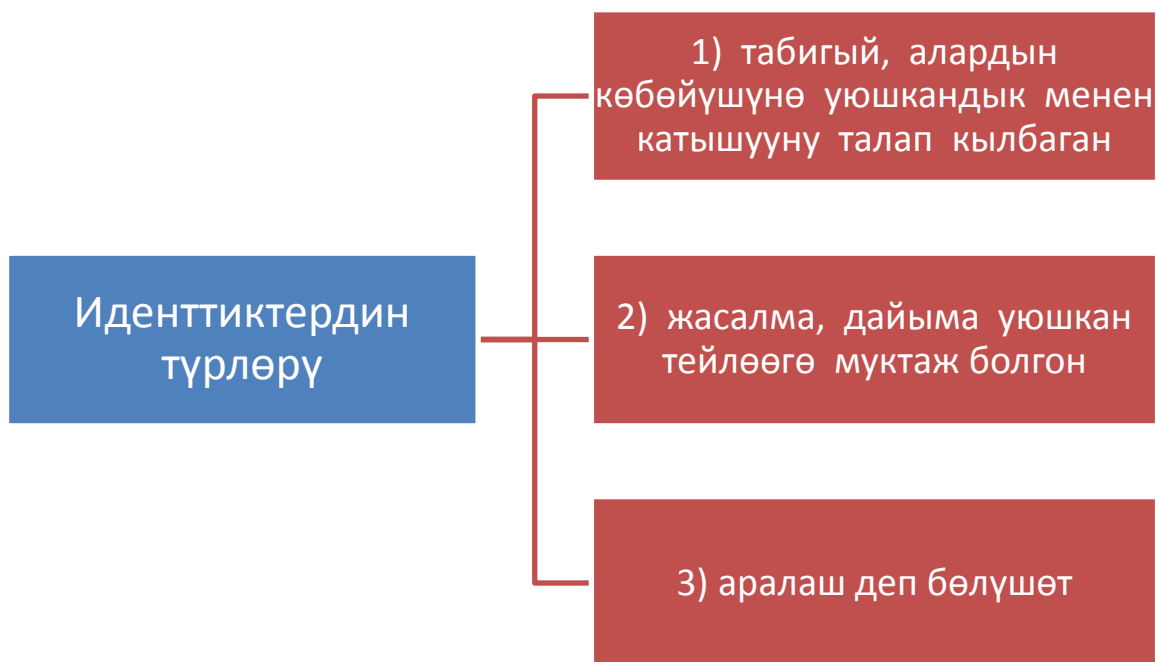 Иденттиктердин
түрлөрү
1) табигый, алардын
көбөйүшүнө уюшкандык менен
катышууну талап кылбаган
2) жасалма, дайыма уюшкан
тейлөөгө муктаж болгон
3) аралаш деп бөлүшөт